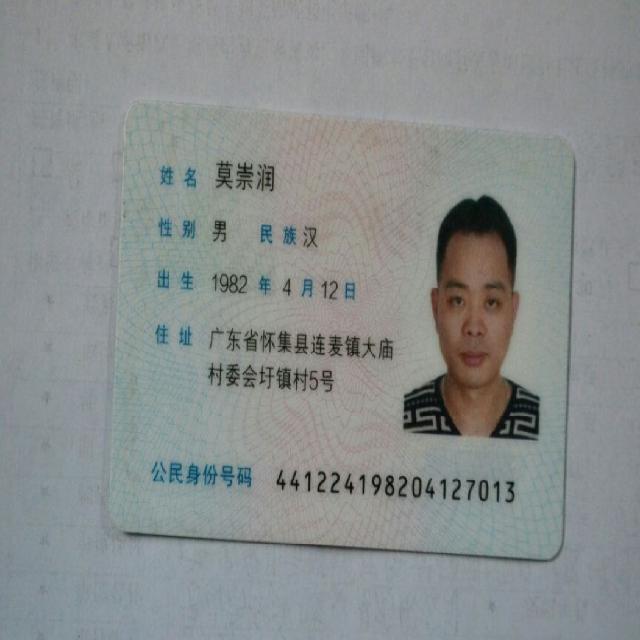 姓名 莫崇润
性别 男 民族 汉
出生 1982 年 4 月 12 日
住址 广东省怀集县连麦镇大庙
村委会圩镇村5号
公民身份号码 441224198204127013